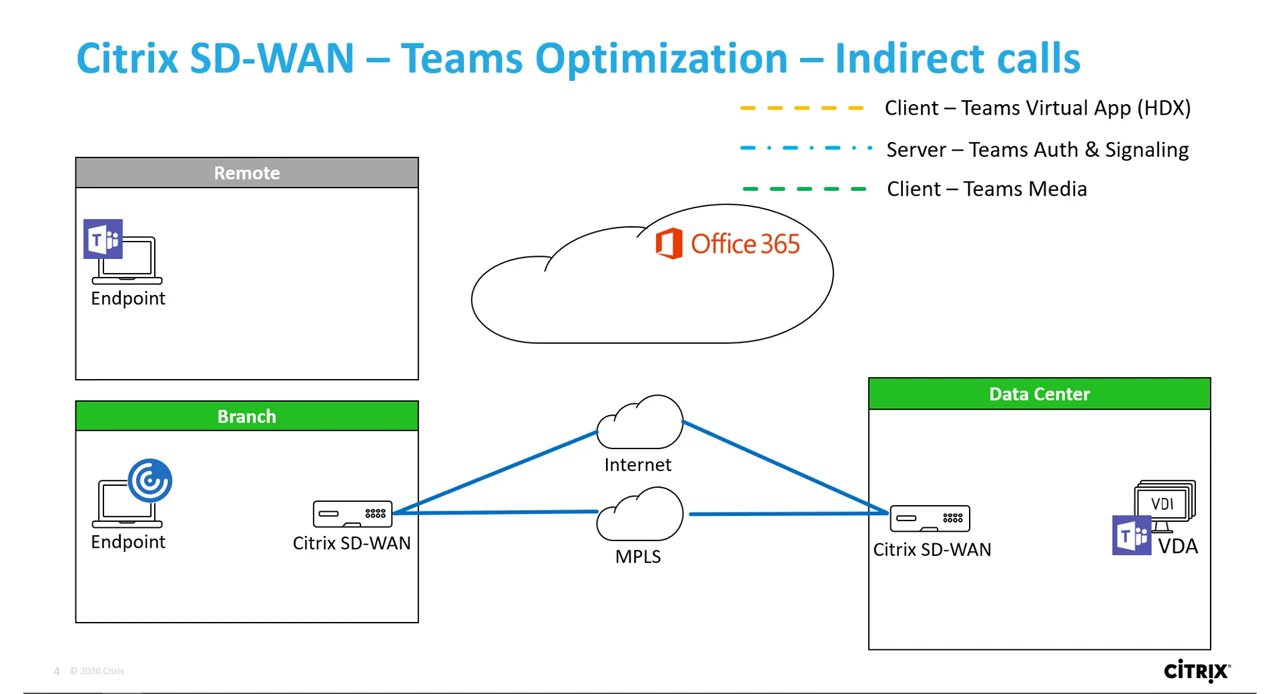 Citrix SD-WAN – Teams Optimization – Indirect calls
Client – Teams Virtual App (HDX)
Server – Teams Auth & Signaling
Client – Teams Media
Remote
T
Endpoint
Office 365
Branch
Endpoint
Citrix SD-WAN
Internet
MPLS
Data Center
Citrix SD-WAN
VDI
T
VDA
4 © 2020 Citrix
CİTRIX